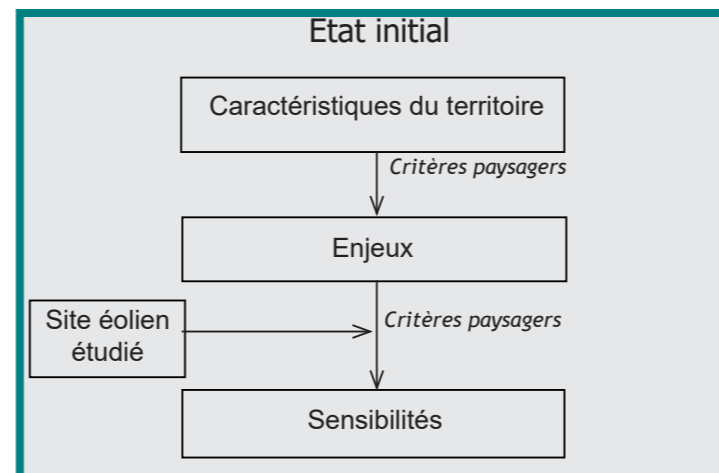 Etat initial
Caractéristiques du territoire
Critères paysagers
Enjeux
Site éolien
étudié
Critères paysagers
Sensibilités